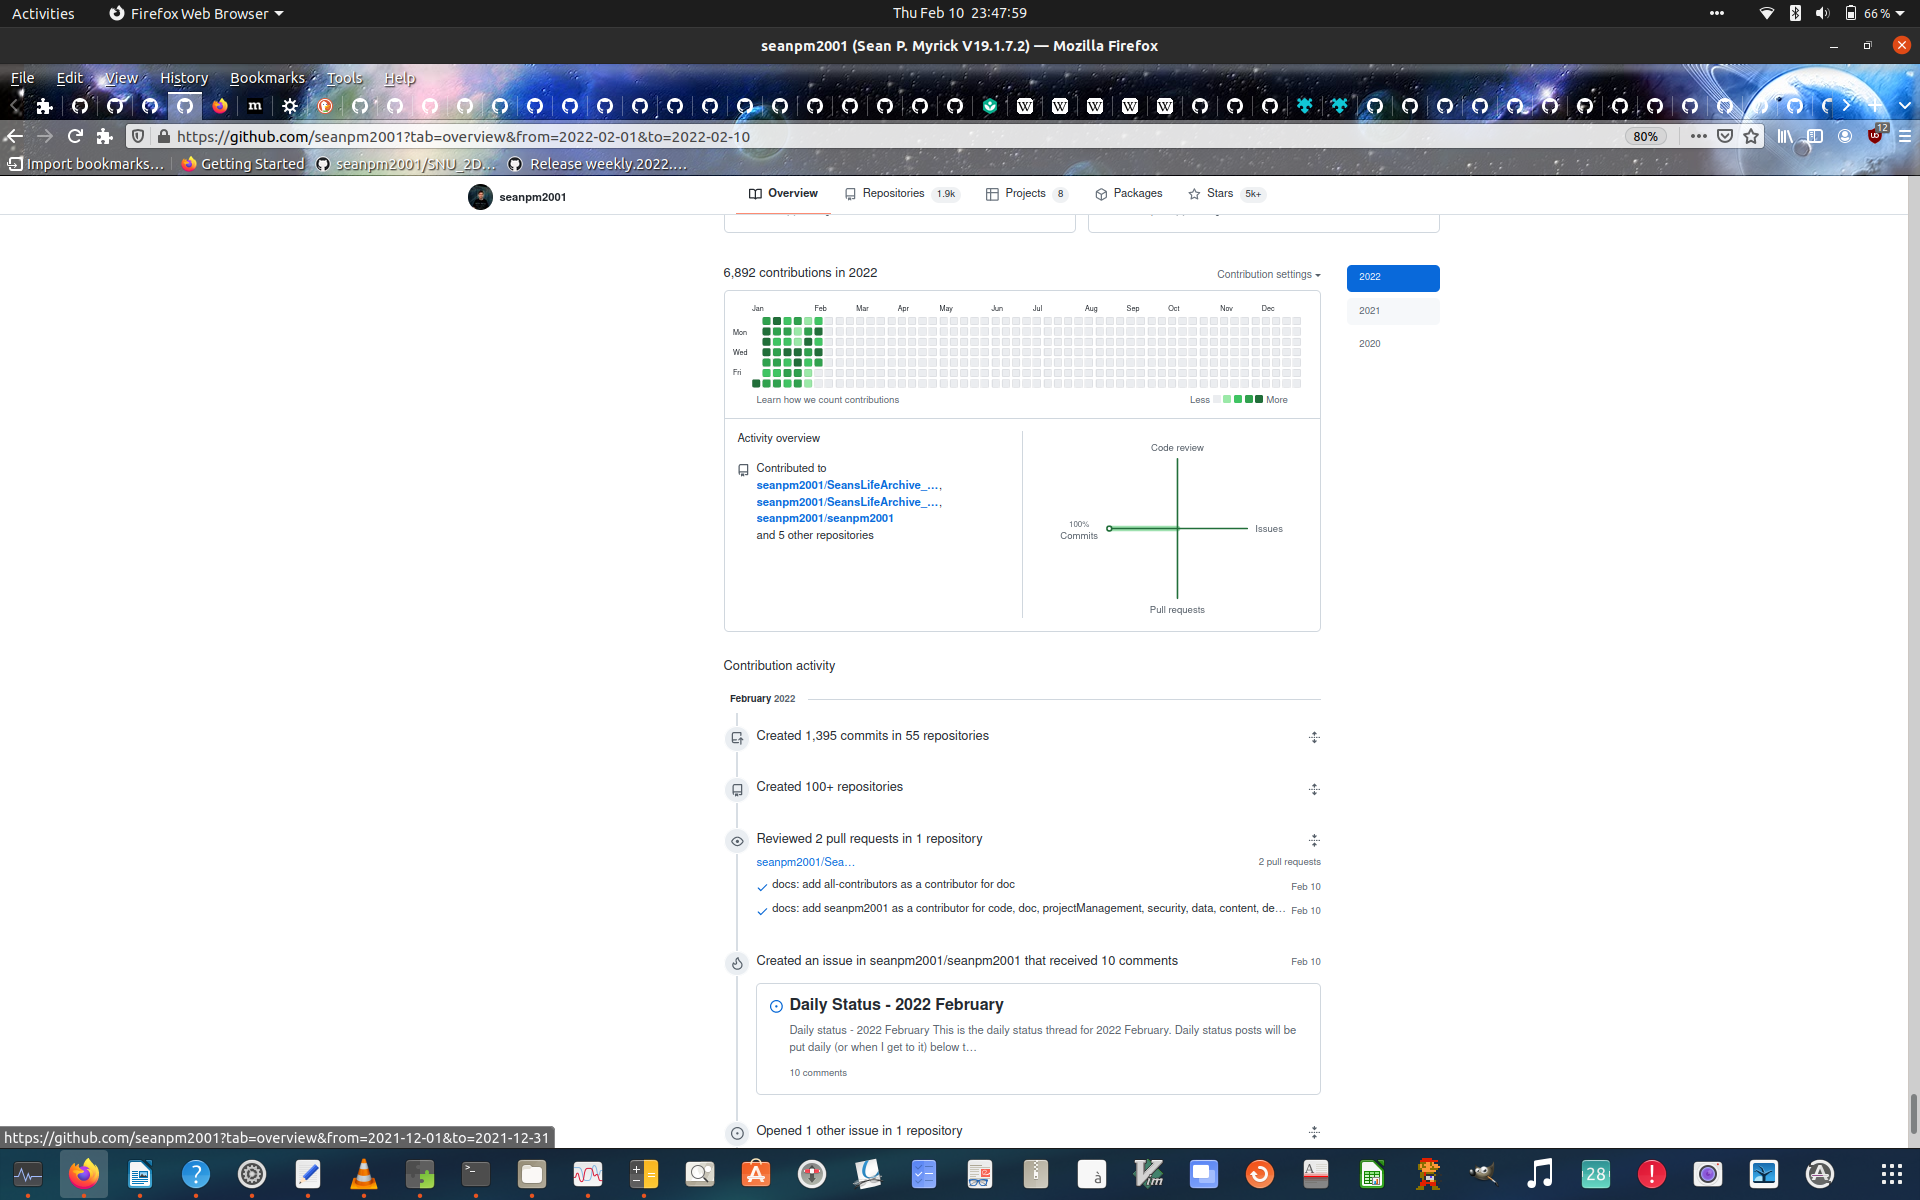 Activities
Firefox Web Browser
Thu Feb 10 23:47:59
66 %
seanpm2001 (Sean P. Myrick V19.1.7.2) — Mozilla Firefox
File Edit View History Bookmarks Tools Help
https://github.com/seanpm2001?tab=overview&from=2022-02-01&to=2022-02-10
80%
12
Import bookmarks...
Getting Started
seanpm2001/SNU_2D...
Release weekly.2022....
seanpm2001
Overview
Repositories 1.9k
Projects 8
Packages
Stars 5k+
6,892 contributions in 2022
Contribution settings
2022
2021
2020
Jan Feb Mar Apr May Jun Jul Aug Sep Oct Nov Dec
Mon
Wed
Fri
Learn how we count contributions
Less
More
Activity overview
Contributed to
seanpm2001/SeansLifeArchive_...,
seanpm2001/SeansLifeArchive_...,
seanpm2001/seanpm2001
and 5 other repositories
Code review
100%
Commits
Issues
Pull requests
Contribution activity
February 2022
Created 1,395 commits in 55 repositories
Created 100+ repositories
Reviewed 2 pull requests in 1 repository
seanpm2001/Sea...
2 pull requests
docs: add all-contributors as a contributor for doc
Feb 10
docs: add seanpm2001 as a contributor for code, doc, projectManagement, security, data, content, de...
Feb 10
Created an issue in seanpm2001/seanpm2001 that received 10 comments
Feb 10
Daily Status - 2022 February
Daily status - 2022 February This is the daily status thread for 2022 February. Daily status posts will be
put daily (or when I get to it) below t...
10 comments
Opened 1 other issue in 1 repository
https://github.com/seanpm2001?tab=overview&from=2021-12-01&to=2021-12-31
28